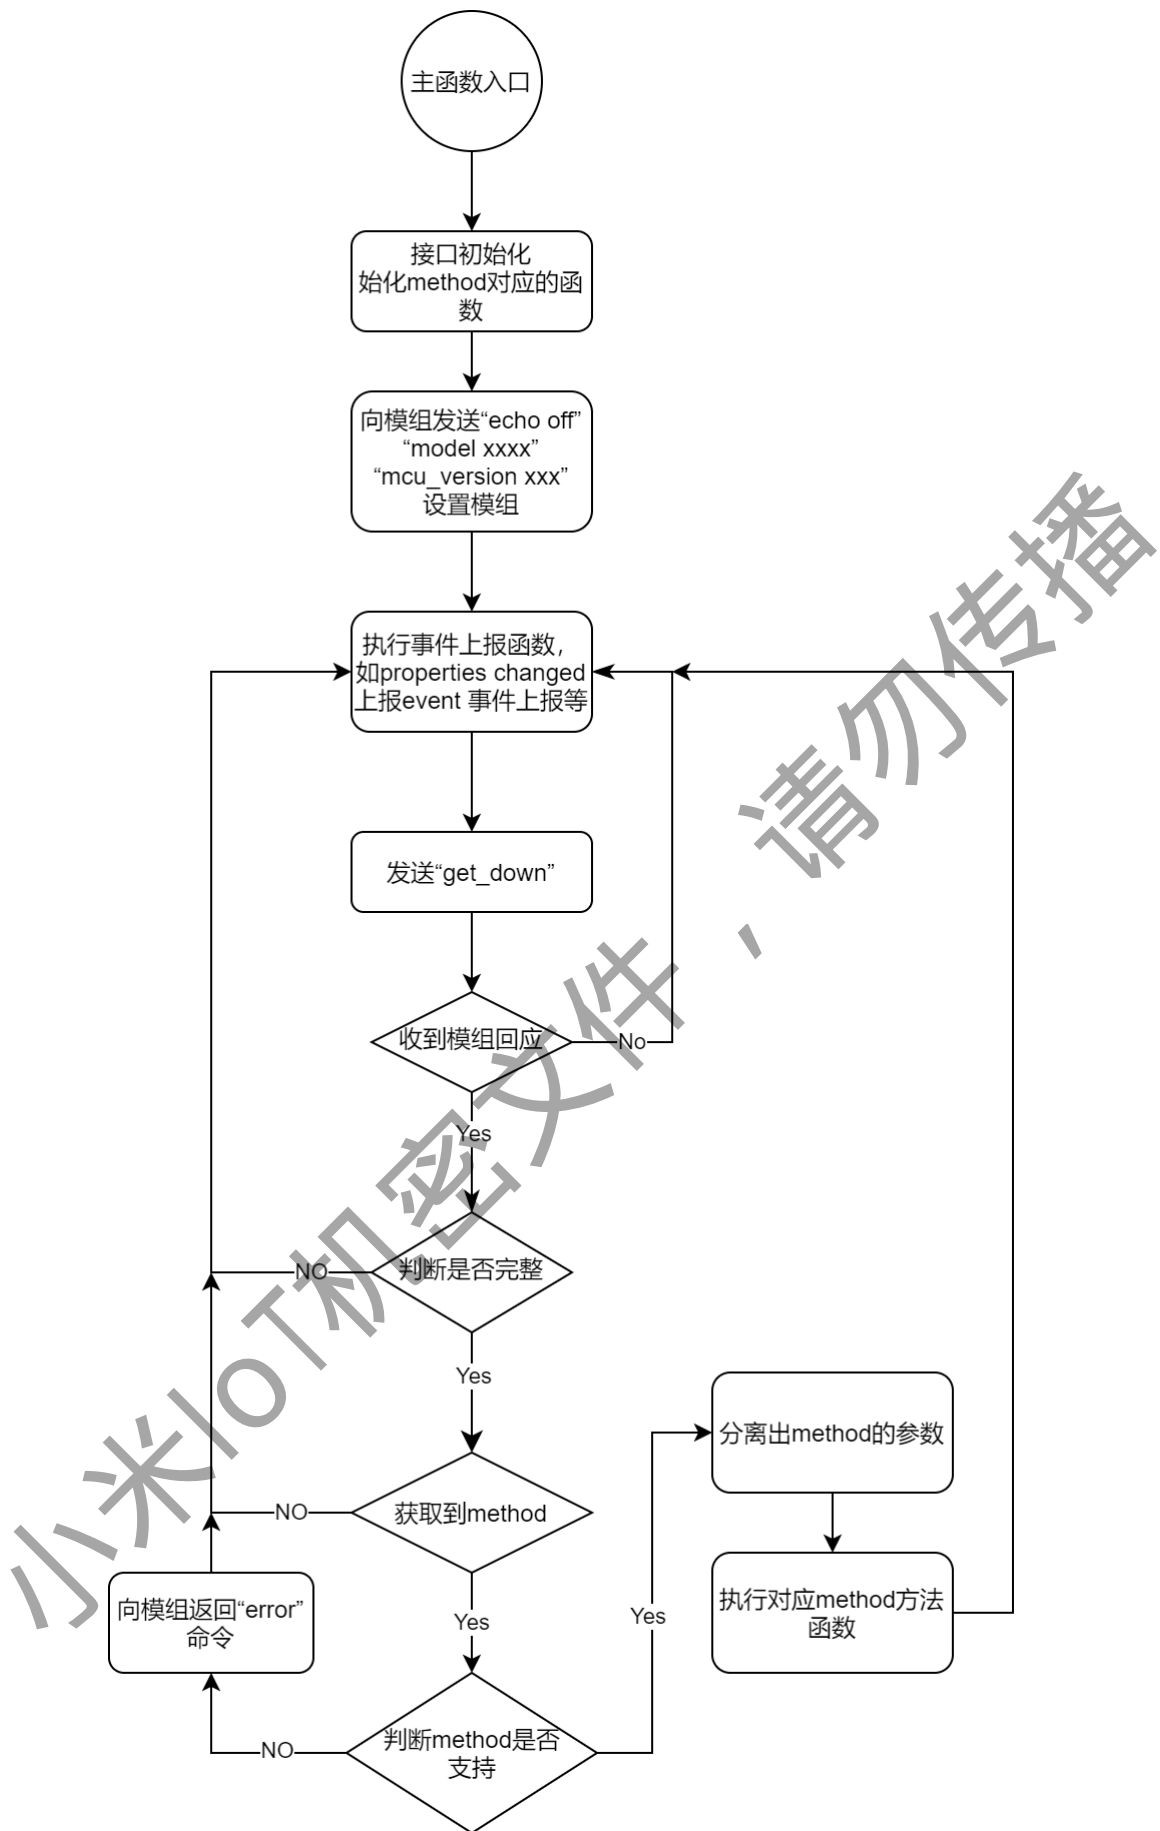 主函数入口
接口初始化
始化method对应的函
数
向模组发送“echo off”
“model xxxx”
“mcu_version xxx”
设置模组
执行事件上报函数，
如properties changed
上报event 事件上报等
发送“get_down”
收到模组回应
No
Yes
判断是否完整
NO
Yes
分离出method的参数
获取到method
NO
执行对应method方法
函数
向模组返回“error”
命令
Yes
Yes
判断method是否
支持
NO
小米IoT机密文件，请勿传播